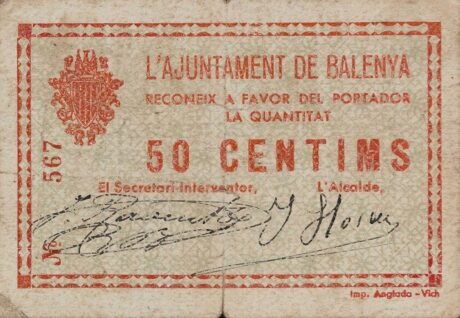 L'AJUNTAMENT DE BALENYA
RECONEIX A FAVOR DEL PORTADOR
LA QUANTITAT
50 CENTIMS
El Secretari-Interventor, L'Alcalde,
Nº 567
Imp. Anglada - Vich